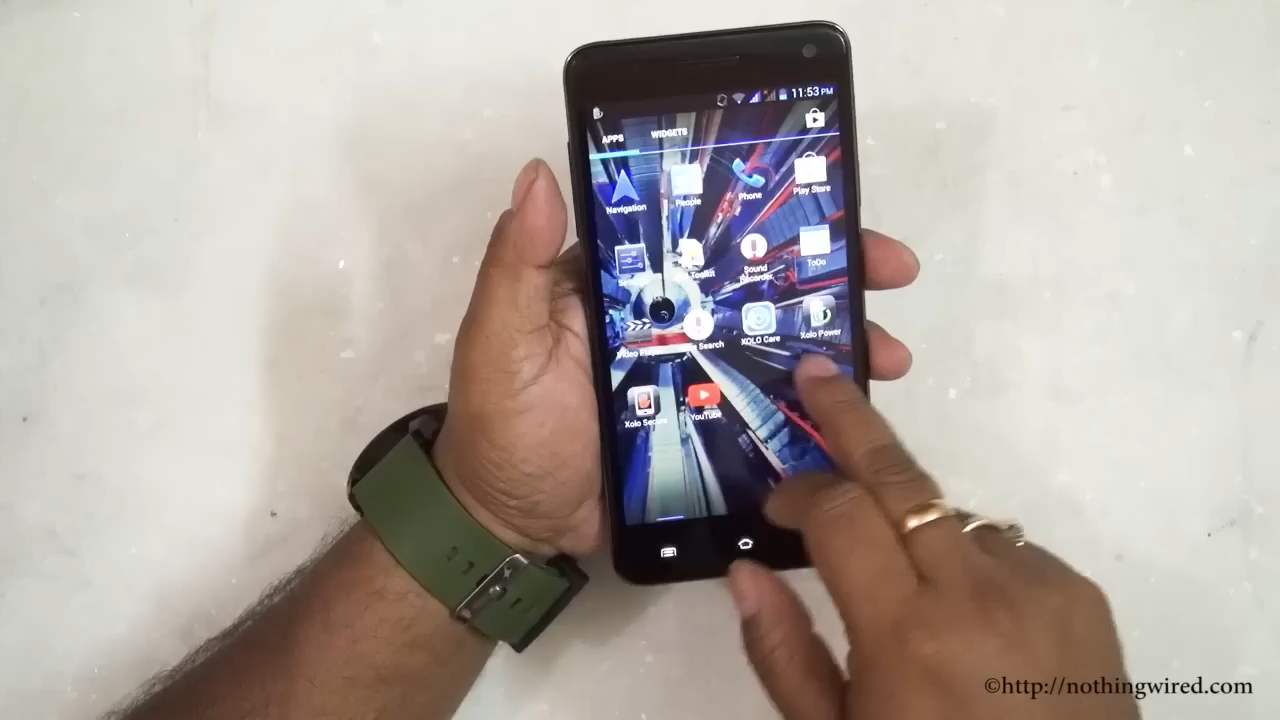 11:53 PM
APPS WIDGETS
Navigation People Phone Play Store
Sound
Recorder ToDo
Search XOLO Care Xolo Power
Xolo YouTube
©http://nothingwired.com